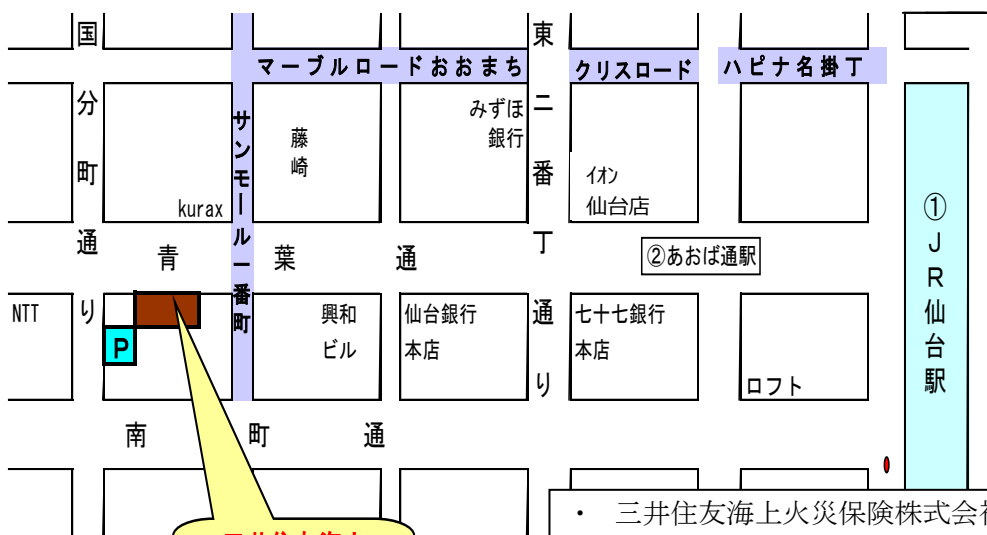 国分町通り
東二番丁通り
マーブルロードおおまち
クリスロード
ハピナ名掛丁
サンモール一番町
藤崎
みずほ
銀行
イオン
仙台店
kurax
①JR仙台駅
青葉通
②あおば通駅
NTT
P
興和
ビル
仙台銀行
本店
七十七銀行
本店
ロフト
南町通
・ 三井住友海上火災保険株式会社